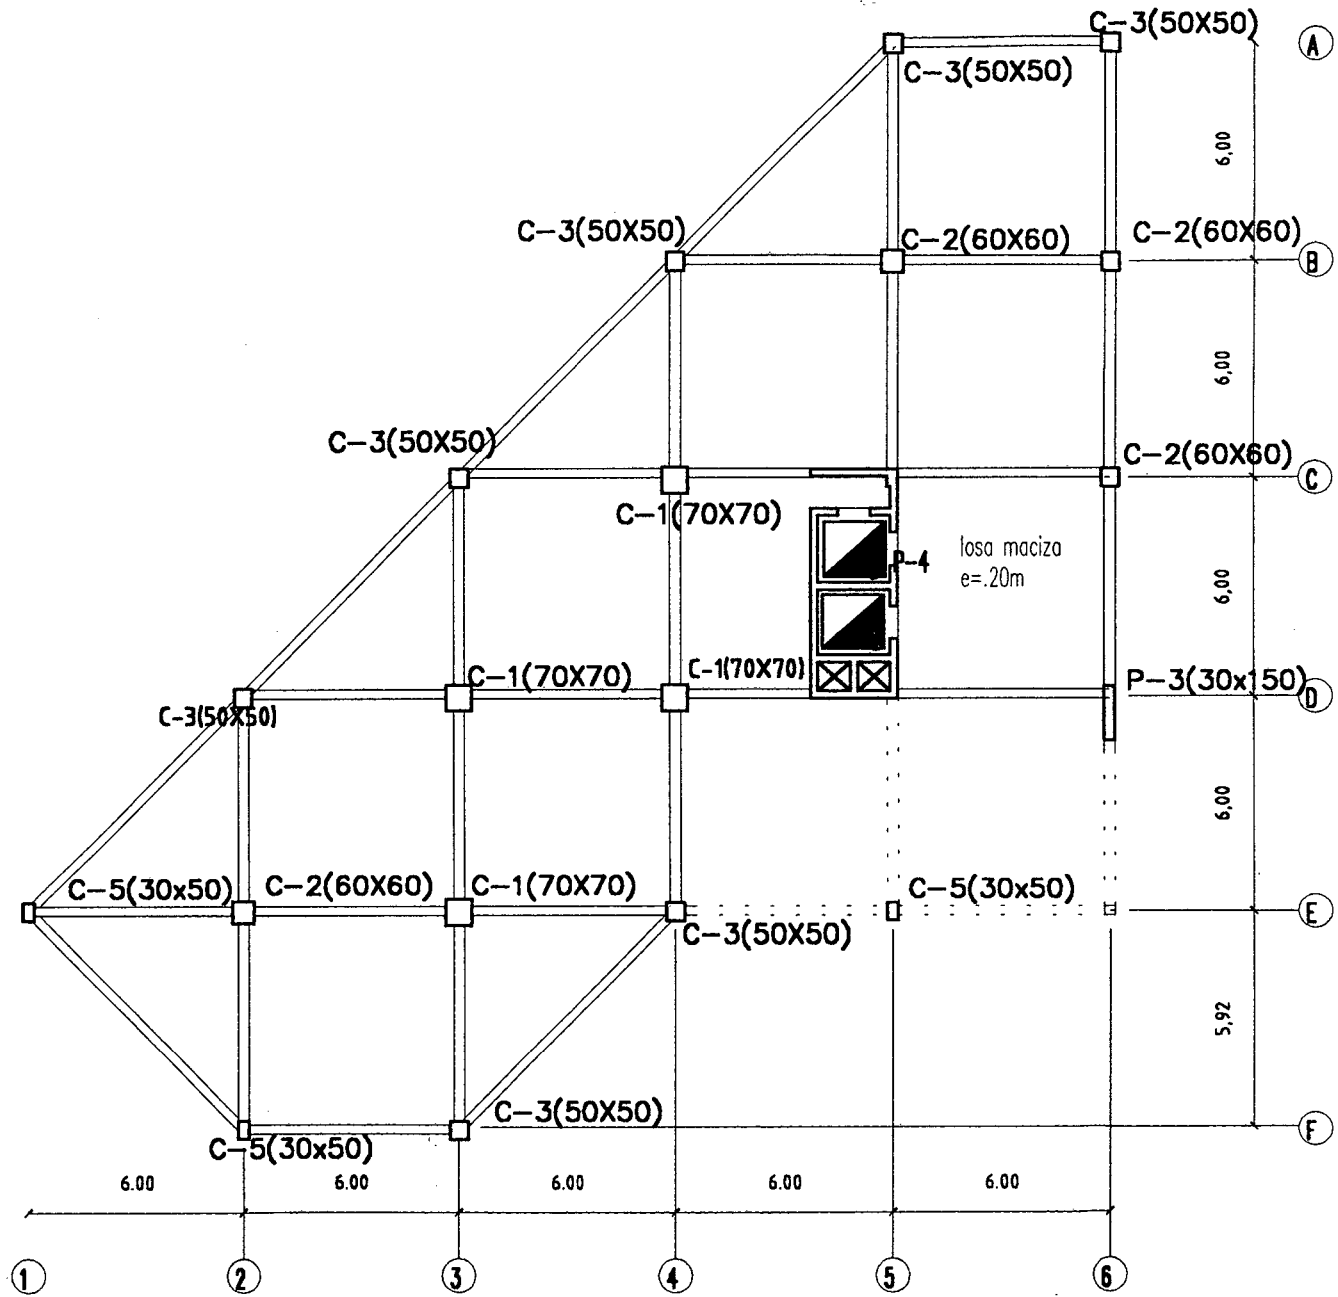 C-3(50X50)
A
C-3(50X50)
6,00
C-3(50X50)
C-2(60X60)
C-2(60X60)
B
6,00
C-3(50X50)
C-2(60X60)
C
C-1(70X70)
P-4
losa maciza
e=.20m
6,00
C-1(70X70)
C-1(70X70)
P-3(30x150)
D
C-3(50X50)
6,00
C-5(30x50)
C-2(60X60)
C-1(70X70)
C-5(30x50)
E
C-3(50X50)
5,92
C-3(50X50)
F
C-5(30x50)
6.00
6.00
6.00
6.00
6.00
1
2
3
4
5
6